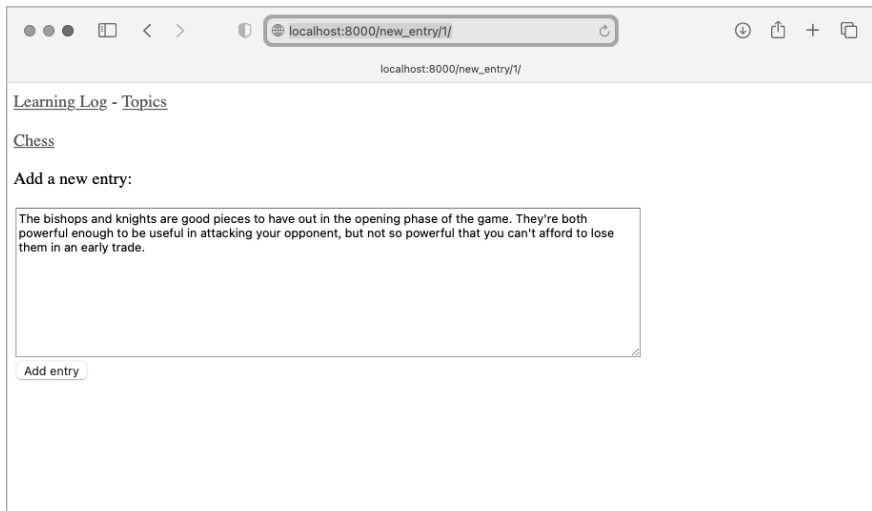 localhost:8000/new_entry/1/
localhost:8000/new_entry/1/
Learning Log - Topics
Chess
Add a new entry:
The bishops and knights are good pieces to have out in the opening phase of the game. They're both
powerful enough to be useful in attacking your opponent, but not so powerful that you can't afford to lose
them in an early trade.
Add entry